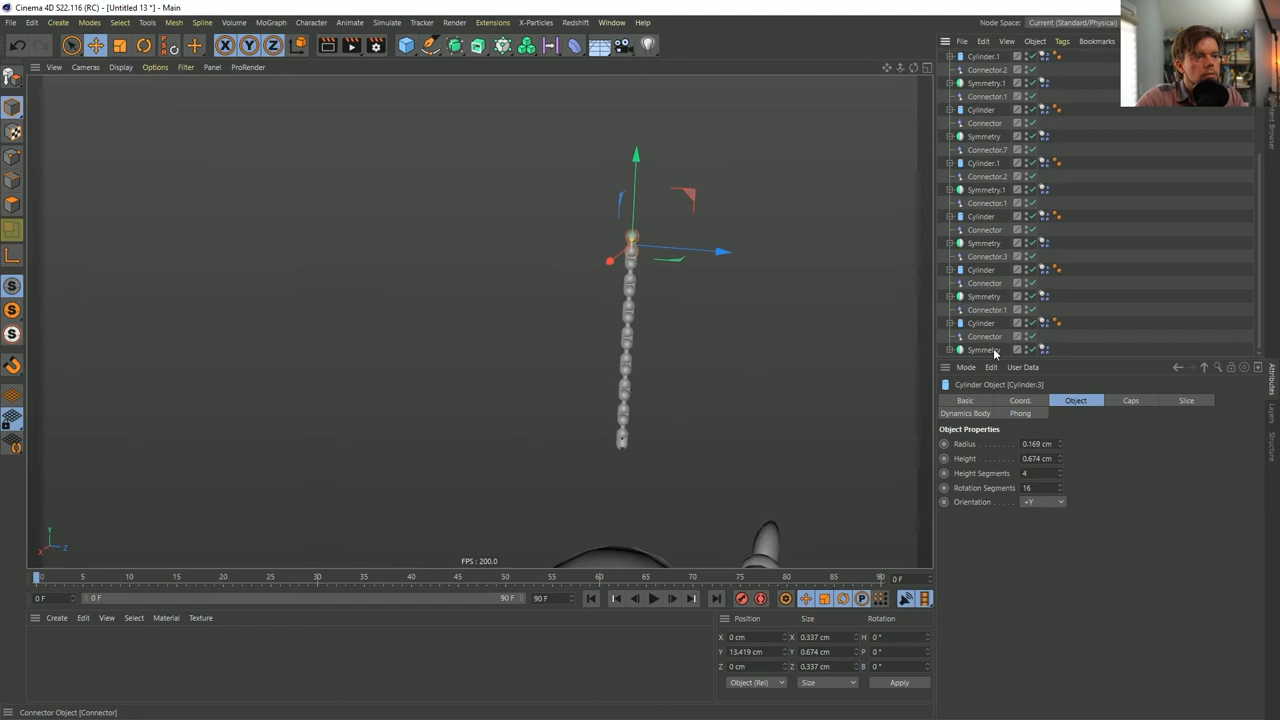 Cinema 4D S22.116 (RC) - [Untitled 13 *] - Main
File Edit Create Modes Select Tools Mesh Spline Volume MoGraph Character Animate Simulate Tracker Render Extensions X-Particles Redshift Window Help
Node Space: Current (Standard/Physical)
View Cameras Display Options Filter Panel ProRender
File Edit View Object Tags Bookmarks
Cylinder.1
Connector.2
Symmetry.1
Connector.1
Cylinder
Connector
Symmetry
Connector.7
Cylinder.1
Connector.2
Symmetry.1
Connector.1
Cylinder
Connector
Symmetry
Connector.3
Cylinder
Connector
Symmetry
Connector.1
Cylinder
Connector
Symmetry
Mode Edit User Data
Cylinder Object [Cylinder.3]
Basic Coord. Object Caps Slice
Dynamics Body Phong
Object Properties
Radius 0.169 cm
Height 0.674 cm
Height Segments 4
Rotation Segments 16
Orientation +Y
Attributes
Layers
Structure
Y
X Z
FPS : 200.0
0 5 10 15 20 25 30 35 40 45 50 55 60 65 70 75 80 85 90 0 F
0 F 0 F 90 F 90 F
Create Edit View Select Material Texture
Position Size Rotation
X 0 cm X 0.337 cm H 0 °
Y 13.419 cm Y 0.674 cm P 0 °
Z 0 cm Z 0.337 cm B 0 °
Object (Rel) Size Apply
Connector Object [Connector]